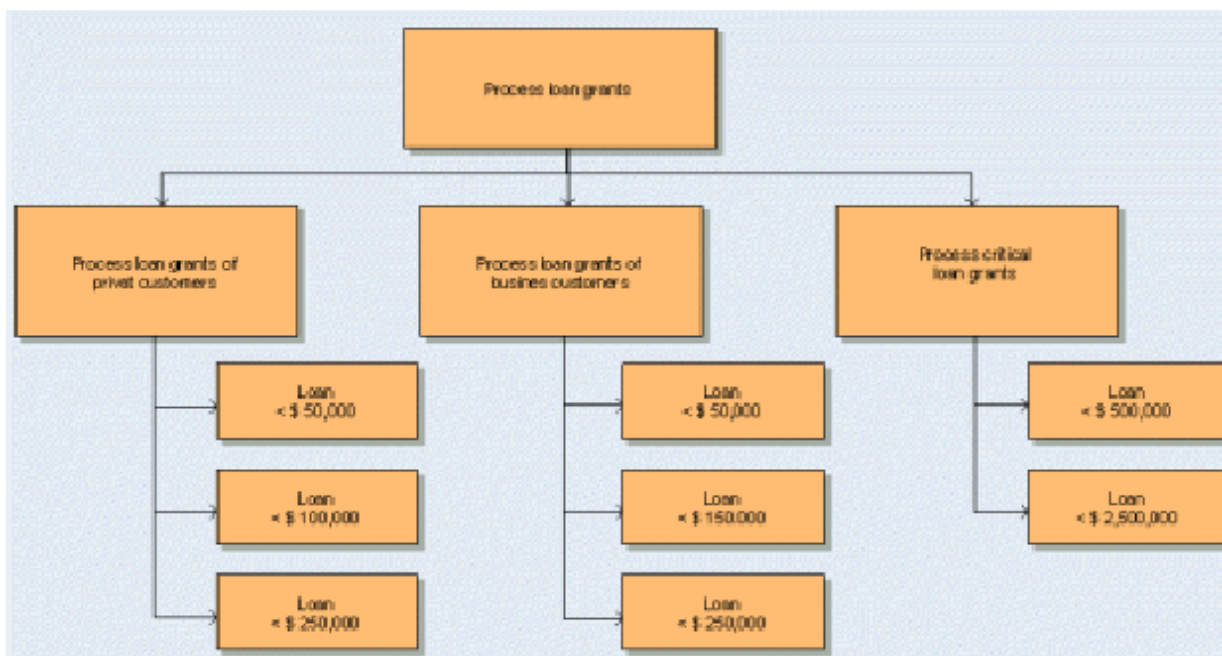 Process loan grants
Process loan grants of
privat customers
Process loan grants of
busines customers
Process critical
loan grants
Loan
< $ 50,000
Loan
< $ 100,000
Loan
< $ 250,000
Loan
< $ 50,000
Loan
< $ 150.000
Loan
< $ 250,000
Loan
< $ 500,000
Loan
< $ 2,500,000